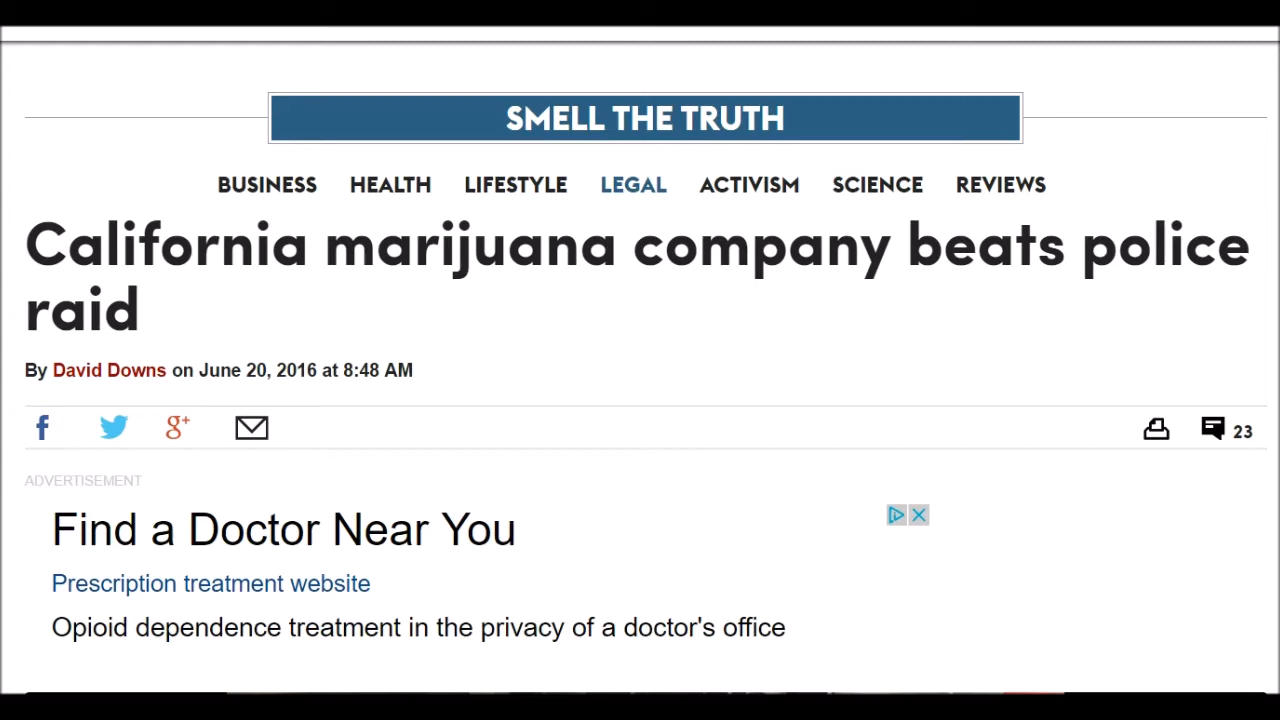 SMELL THE TRUTH
BUSINESS HEALTH LIFESTYLE LEGAL ACTIVISM SCIENCE REVIEWS
California marijuana company beats police
raid
By David Downs on June 20, 2016 at 8:48 AM
f g+ 23
ADVERTISEMENT
Find a Doctor Near You
Prescription treatment website
Opioid dependence treatment in the privacy of a doctor's office